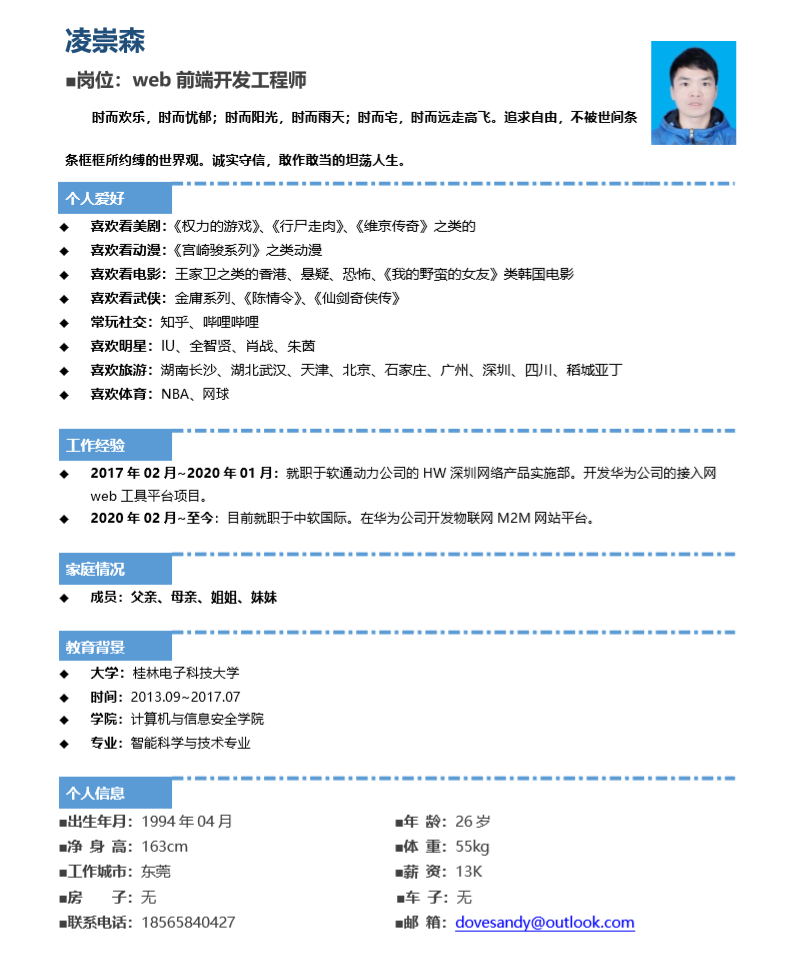 凌崇森
■岗位：web 前端开发工程师
时而欢乐，时而忧郁；时而阳光，时而雨天；时而宅，时而远走高飞。追求自由，不被世间条
条框框所约缚的世界观。诚实守信，敢作敢当的坦荡人生。
个人爱好
◆ 喜欢看美剧：《权力的游戏》、《行尸走肉》、《维京传奇》之类的
◆ 喜欢看动漫：《宫崎骏系列》之类动漫
◆ 喜欢看电影：王家卫之类的香港、悬疑、恐怖、《我的野蛮的女友》类韩国电影
◆ 喜欢看武侠：金庸系列、《陈情令》、《仙剑奇侠传》
◆ 常玩社交：知乎、哔哩哔哩
◆ 喜欢明星：IU、全智贤、肖战、朱茵
◆ 喜欢旅游：湖南长沙、湖北武汉、天津、北京、石家庄、广州、深圳、四川、稻城亚丁
◆ 喜欢体育：NBA、网球
工作经验
◆ 2017 年 02 月~2020 年 01 月：就职于软通动力公司的 HW 深圳网络产品实施部。开发华为公司的接入网
web 工具平台项目。
◆ 2020 年 02 月~至今：目前就职于中软国际。在华为公司开发物联网 M2M 网站平台。
家庭情况
◆ 成员：父亲、母亲、姐姐、妹妹
教育背景
◆ 大学：桂林电子科技大学
◆ 时间：2013.09~2017.07
◆ 学院：计算机与信息安全学院
◆ 专业：智能科学与技术专业
个人信息
■出生年月：1994 年 04 月 ■年 龄：26 岁
■净 身 高：163cm ■体 重：55kg
■工作城市：东莞 ■薪 资：13K
■房 子：无 ■车 子：无
■联系电话：18565840427 ■邮 箱：dovesandy@outlook.com